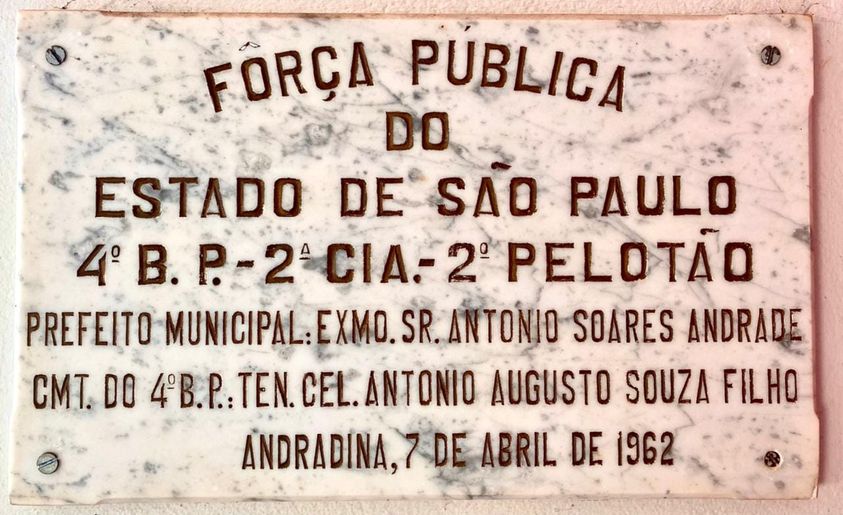 FÔRÇA PÚBLICA
DO
ESTADO DE SÃO PAULO
4º B. P. - 2ª CIA. - 2º PELOTÃO
PREFEITO MUNICIPAL: EXMO. SR. ANTONIO SOARES ANDRADE
CMT. DO 4º B.P.: TEN. CEL. ANTONIO AUGUSTO SOUZA FILHO
ANDRADINA, 7 DE ABRIL DE 1962